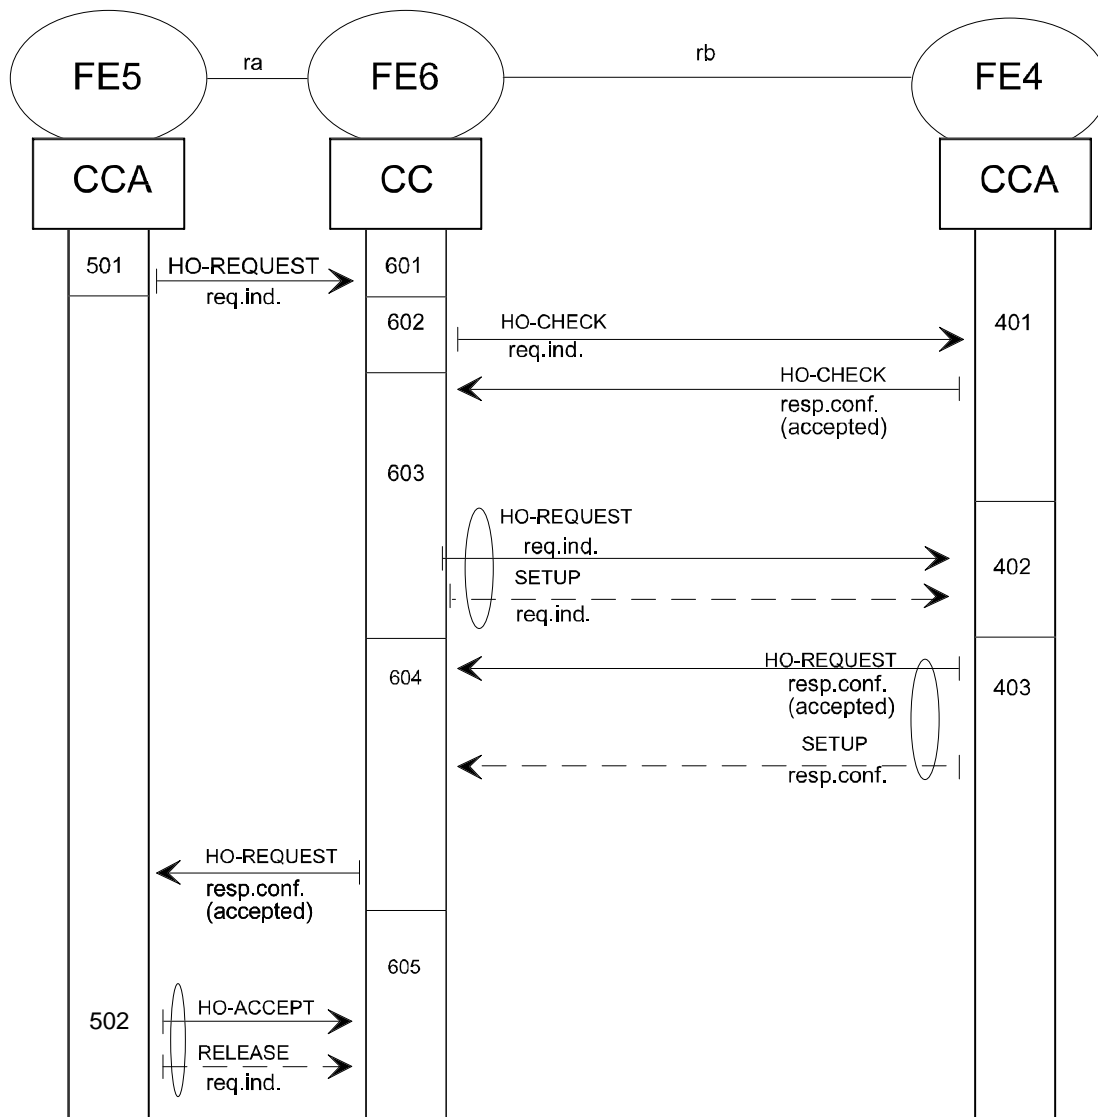 FE5
ra
FE6
rb
FE4
CCA
CC
CCA
501
HO-REQUEST
req.ind.
601
602
HO-CHECK
req.ind.
401
HO-CHECK
resp.conf.
(accepted)
603
HO-REQUEST
req.ind.
SETUP
req.ind.
402
604
HO-REQUEST
resp.conf.
(accepted)
SETUP
resp.conf.
403
HO-REQUEST
resp.conf.
(accepted)
605
502
HO-ACCEPT
RELEASE
req.ind.